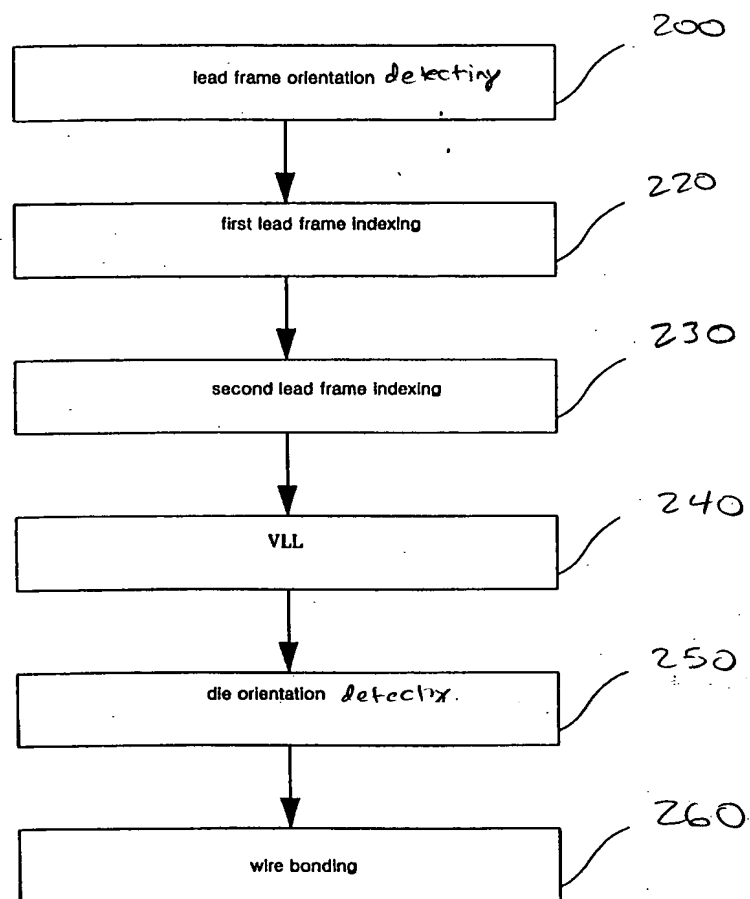 200
lead frame orientation detecting
220
first lead frame indexing
230
second lead frame indexing
240
VLL
250
die orientation detectix.
260
wire bonding